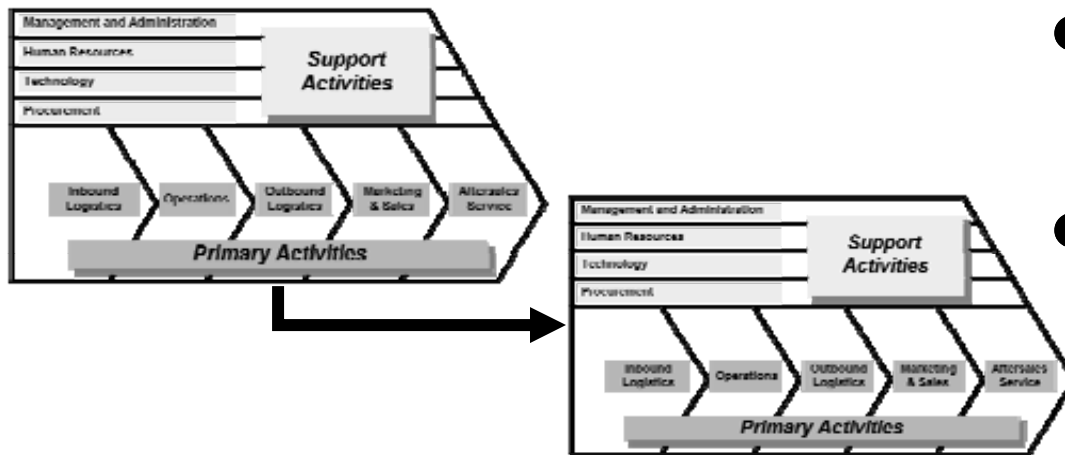 Management and Administration
Human Resources
Technology
Procurement
Support
Activities
Inbound
Logistics
Operations
Outbound
Logistics
Marketing
& Sales
Aftersales
Service
Primary Activities
Management and Administration
Human Resources
Technology
Procurement
Support
Activities
Inbound
Logistics
Operations
Outbound
Logistics
Marketing
& Sales
Aftersales
Service
Primary Activities